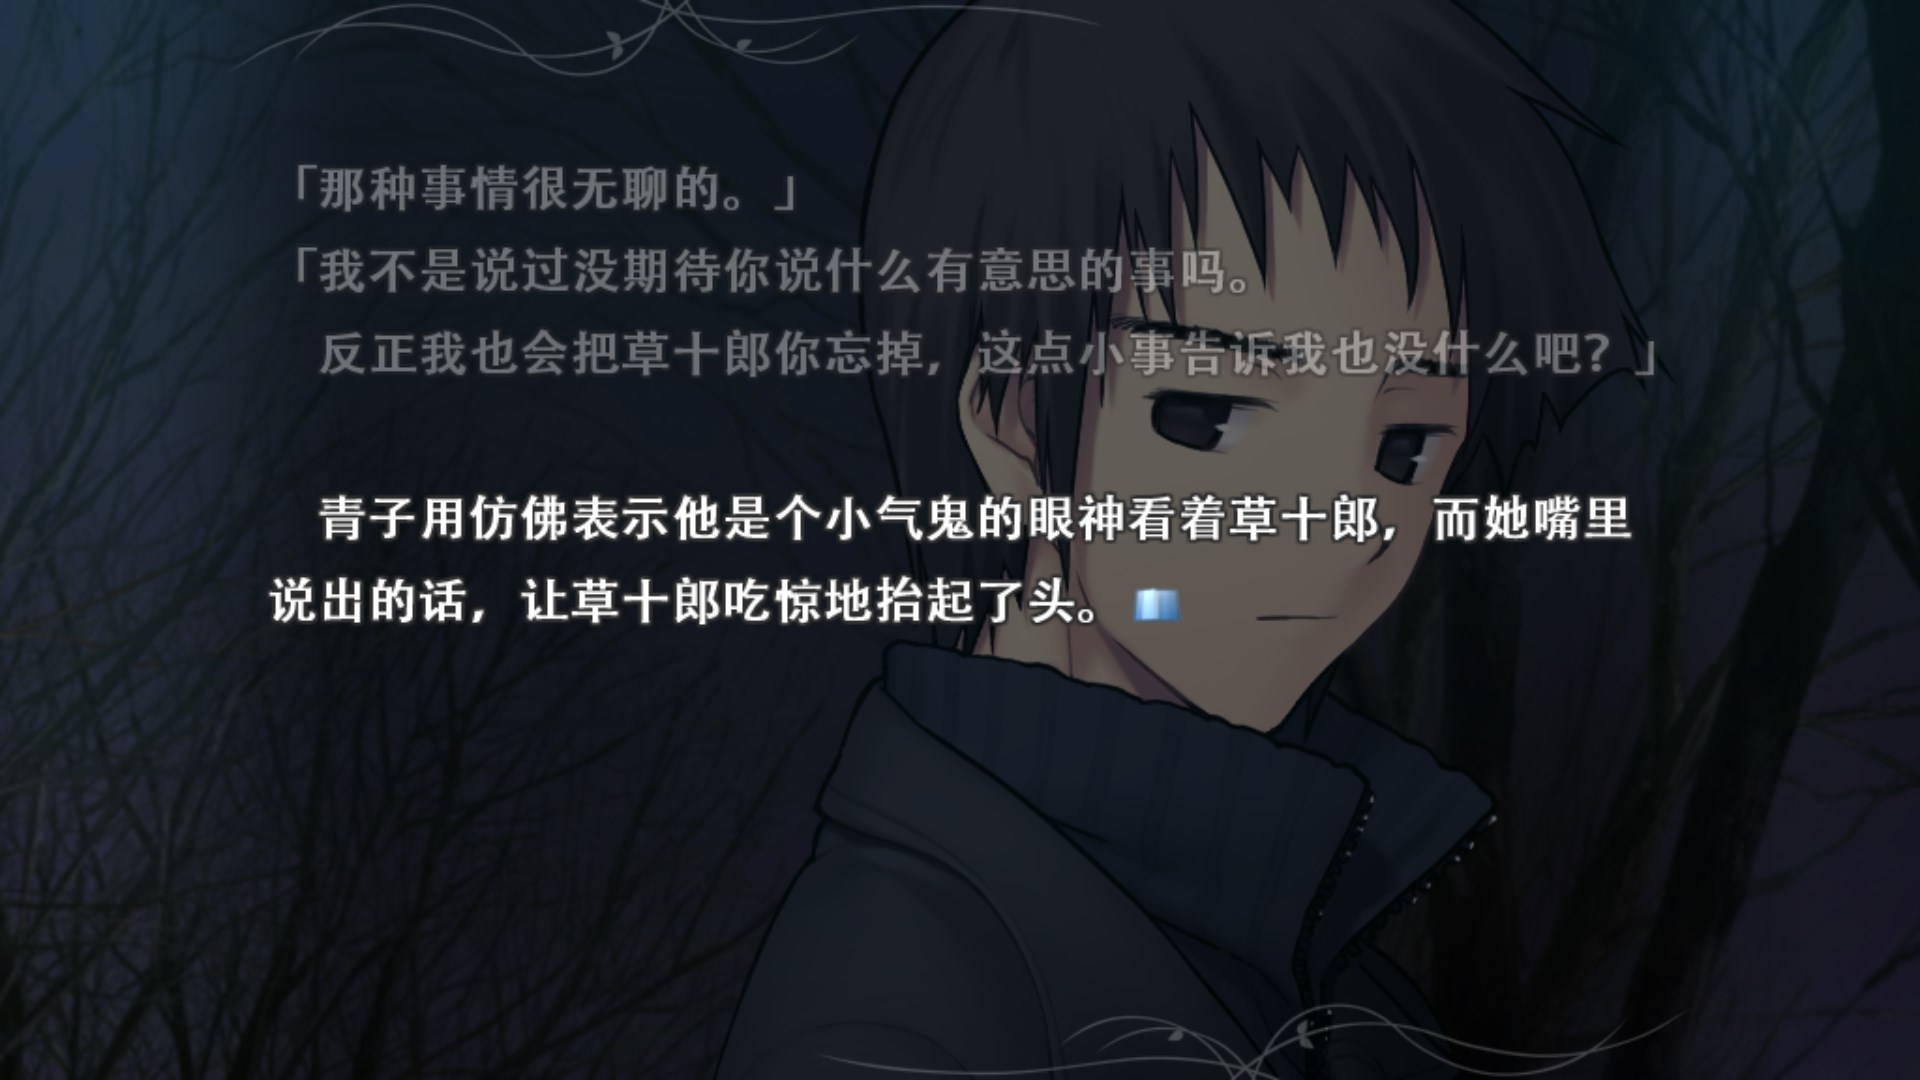 「那种事情很无聊的。」
「我不是说过没期待你说什么有意思的事吗。
反正我也会把草十郎你忘掉，这点小事告诉我也没什么吧？」
青子用仿佛表示他是个小气鬼的眼神看着草十郎，而她嘴里
说出的话，让草十郎吃惊地抬起了头。